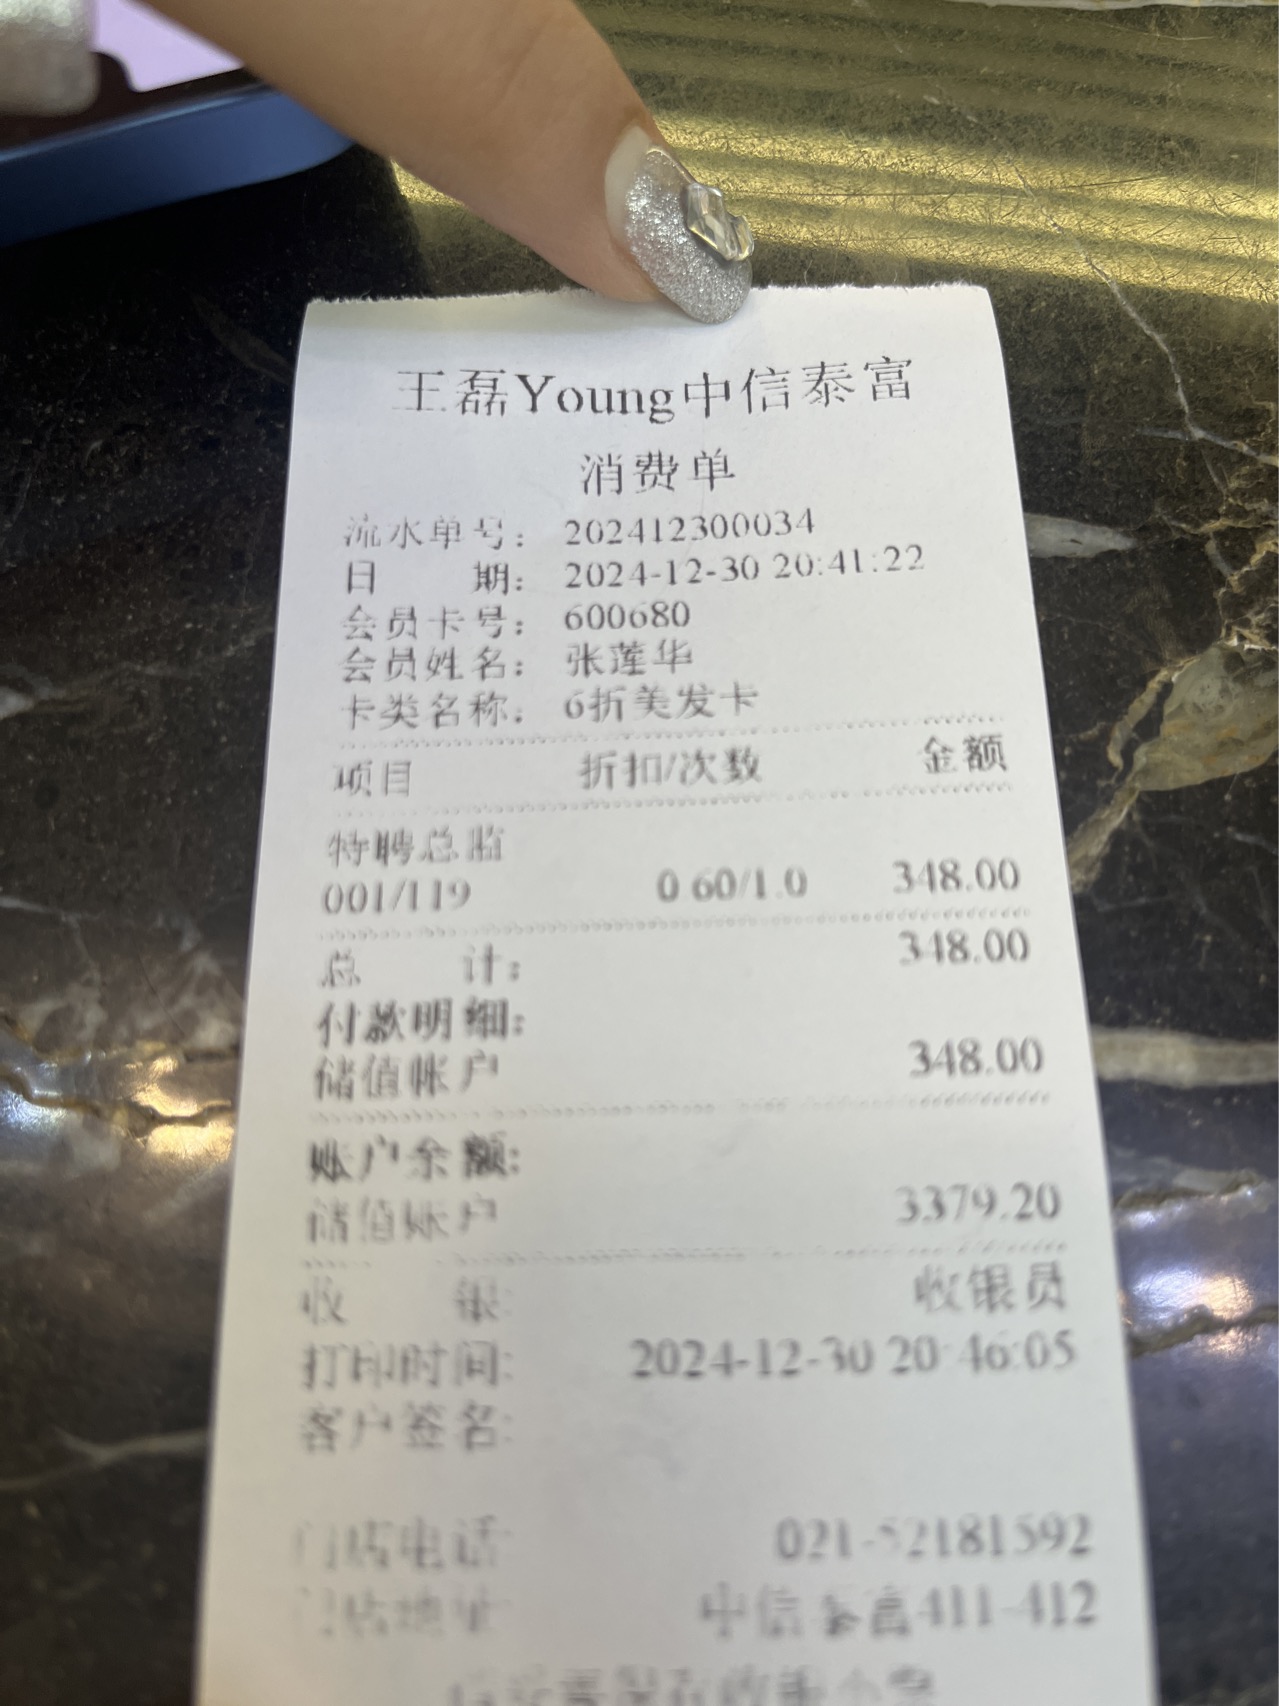 王磊Young中信泰富
消费单
流水单号： 202412300034
日 期： 2024-12-30 20:41:22
会员卡号： 600680
会员姓名： 张莲华
卡类名称： 6折美发卡
项目 折扣/次数 金额
特聘总监
001/119 0.60/1.0 348.00
总 计： 348.00
付款明细：
储值帐户 348.00
账户余额：
储值账户 3379.20
收 银： 收银员
打印时间： 2024-12-30 20:46:05
客户签名：
门店电话 021-52181592
门店地址 中信泰富411-412